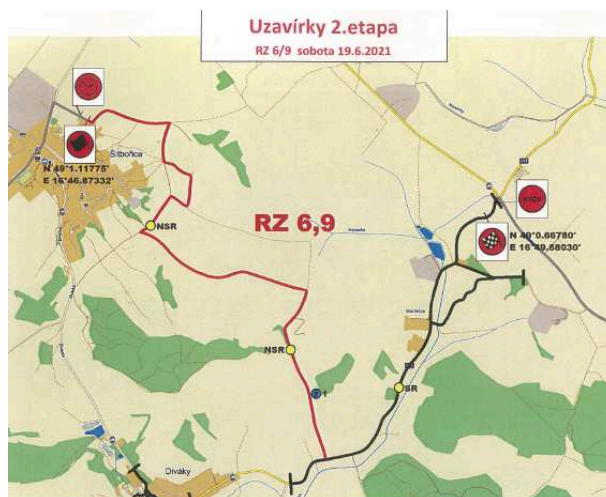 Uzavírky 2.etapa
RZ 6/9 sobota 19.6.2021
Šitbořice
N 49°1.11775'
E 16°46.87332'
STOP
NSR
RZ 6,9
N 49°0.66780'
E 16°49.68030'
NSR
1
SR
Diváky